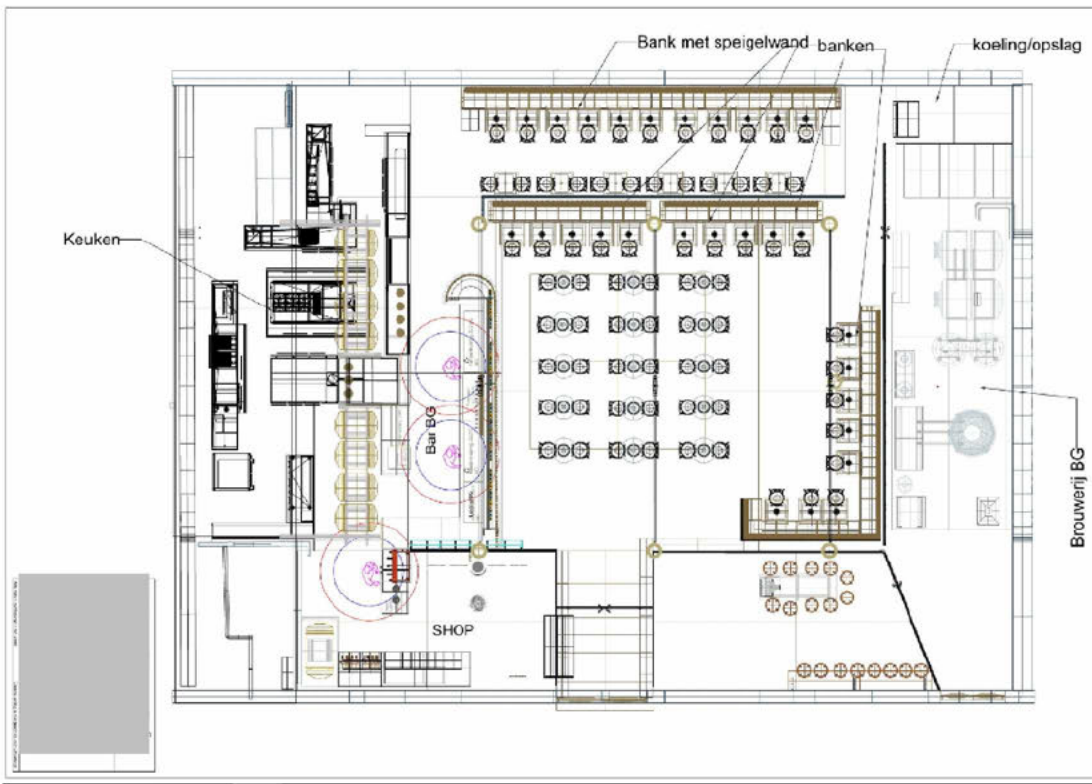 Bank met speigelwand
banken
koeling/opslag
Keuken
Bar BG
Brouwerij BG
SHOP